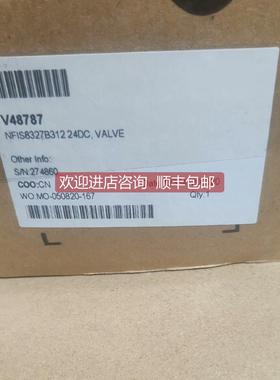 V48787
NFIS8327B312 24DC, VALVE
Other Info:
S/N:274860
COO:CN
欢迎进店咨询 顺丰包邮
WO:MO-050820-167
Qty.1